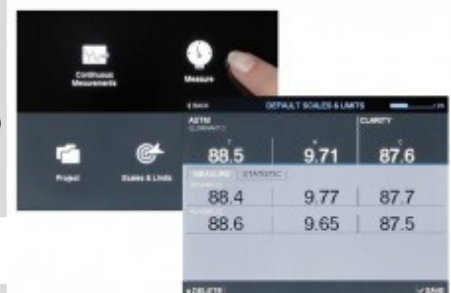 Continuous
Measurements
Measure
Project
Scales & Limits
BACK
DEFAULT SCALES & LIMITS
ASTM
CLARITY
T
H
C
88.5 9.71 87.6
MEASURE STATISTIC
88.4 9.77 87.7
88.6 9.65 87.5
DELETE
SAVE